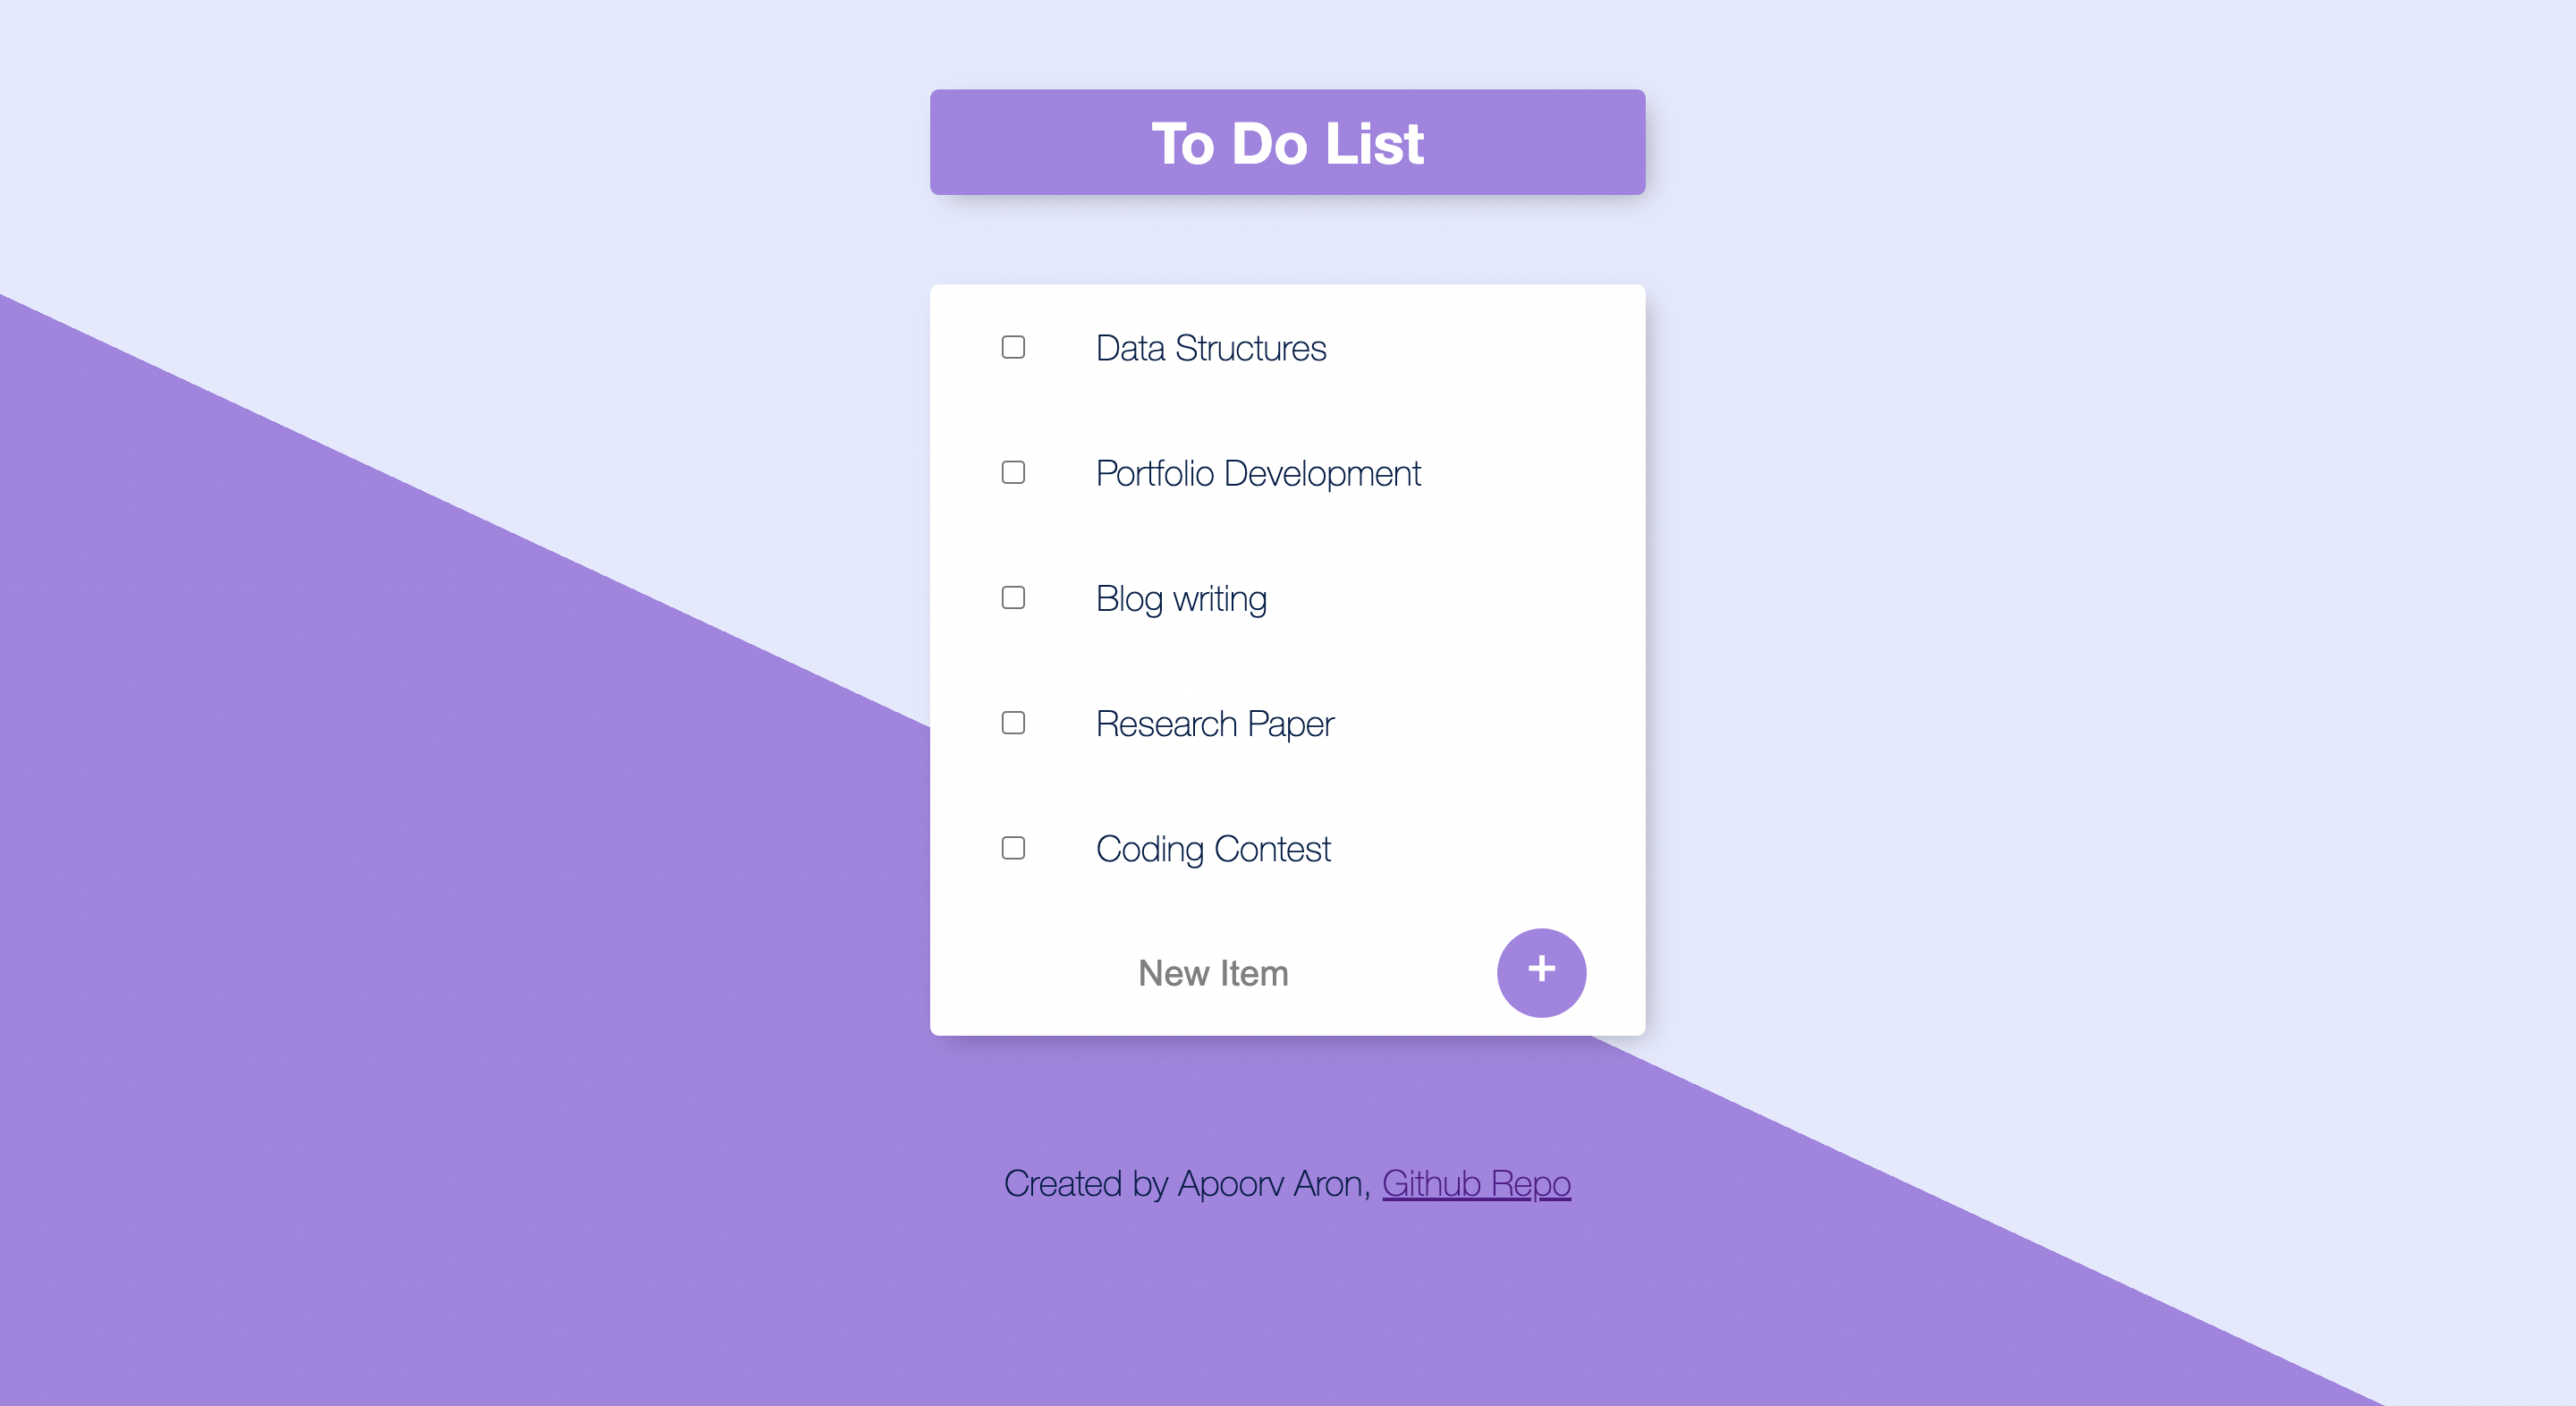 To Do List
Data Structures
Portfolio Development
Blog writing
Research Paper
Coding Contest
New Item
+
Created by Apoorv Aron, Github Repo